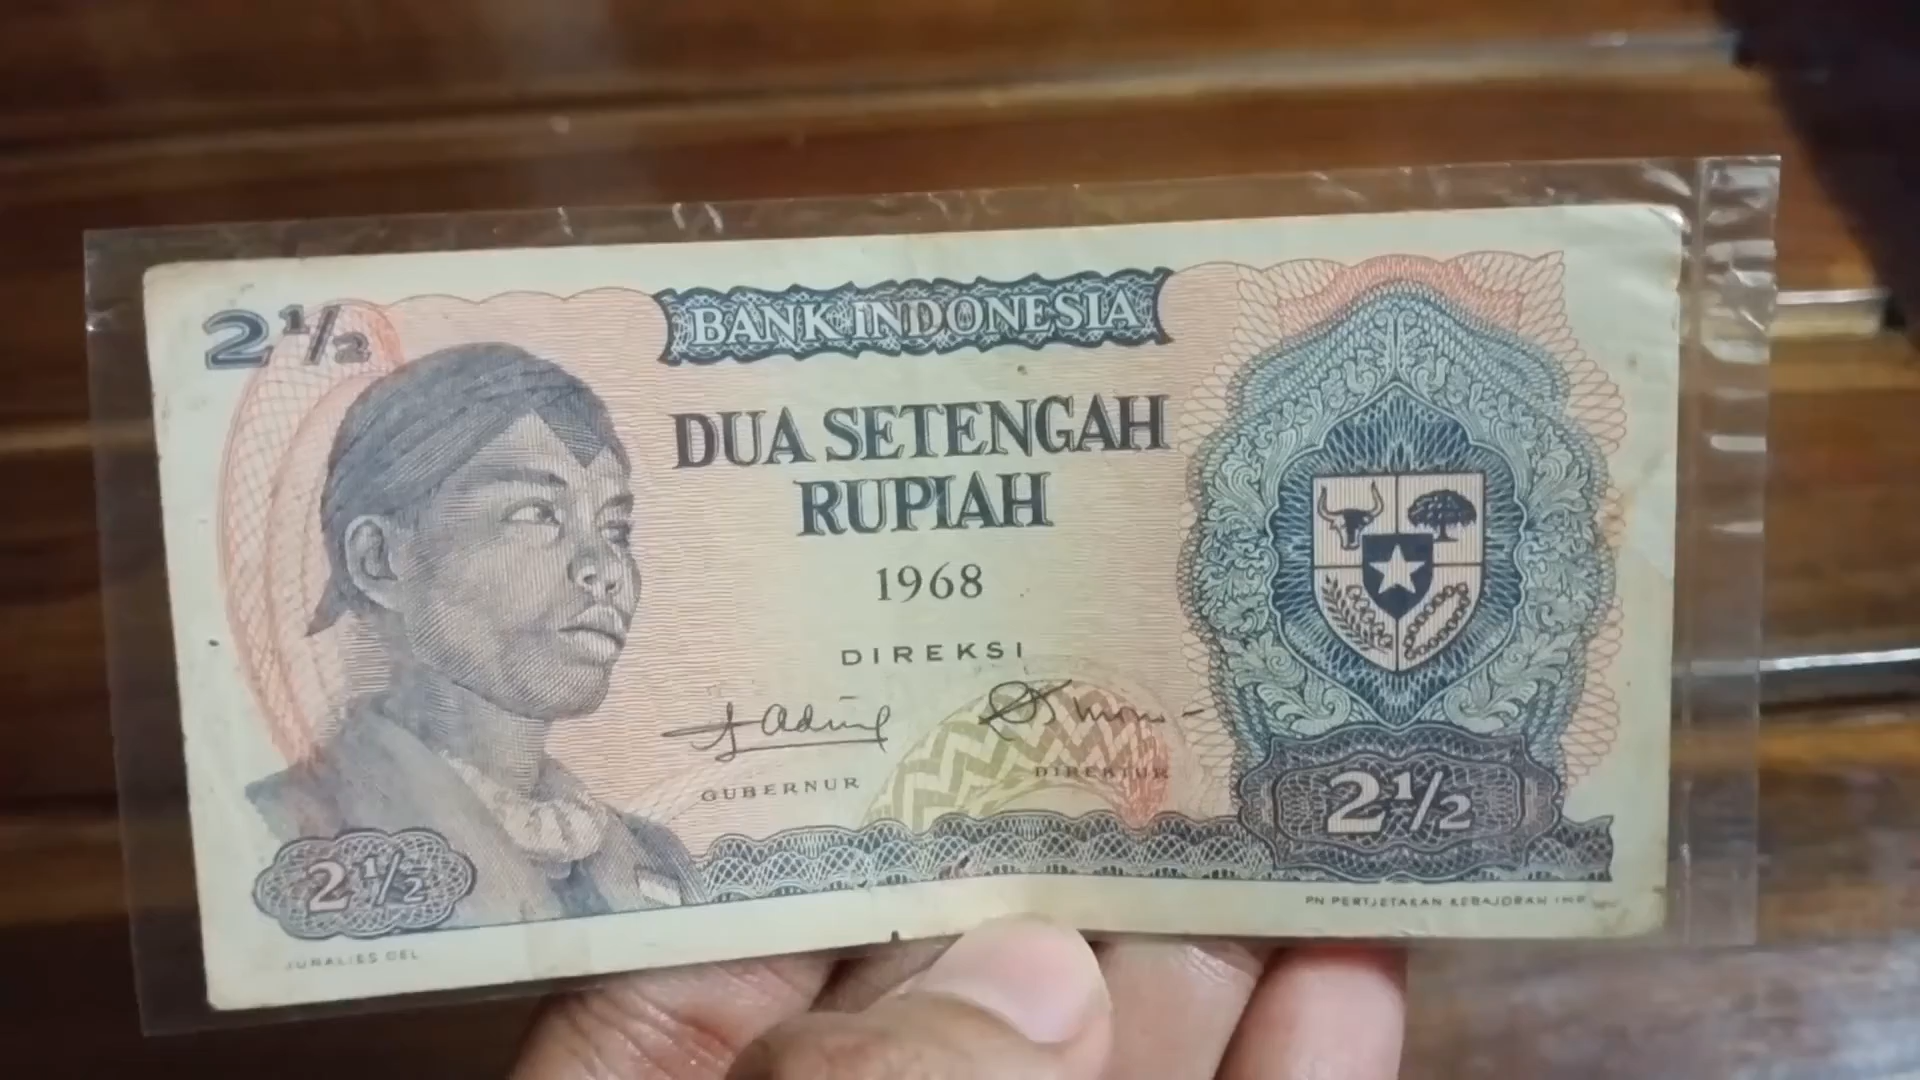 2½
BANK INDONESIA
DUA SETENGAH
RUPIAH
1968
DIREKSI
GUBERNUR
DIREKTUR
2½
2½
JUNALIES DEL
PN PERTJETAKAN KEBAJORAN IMP